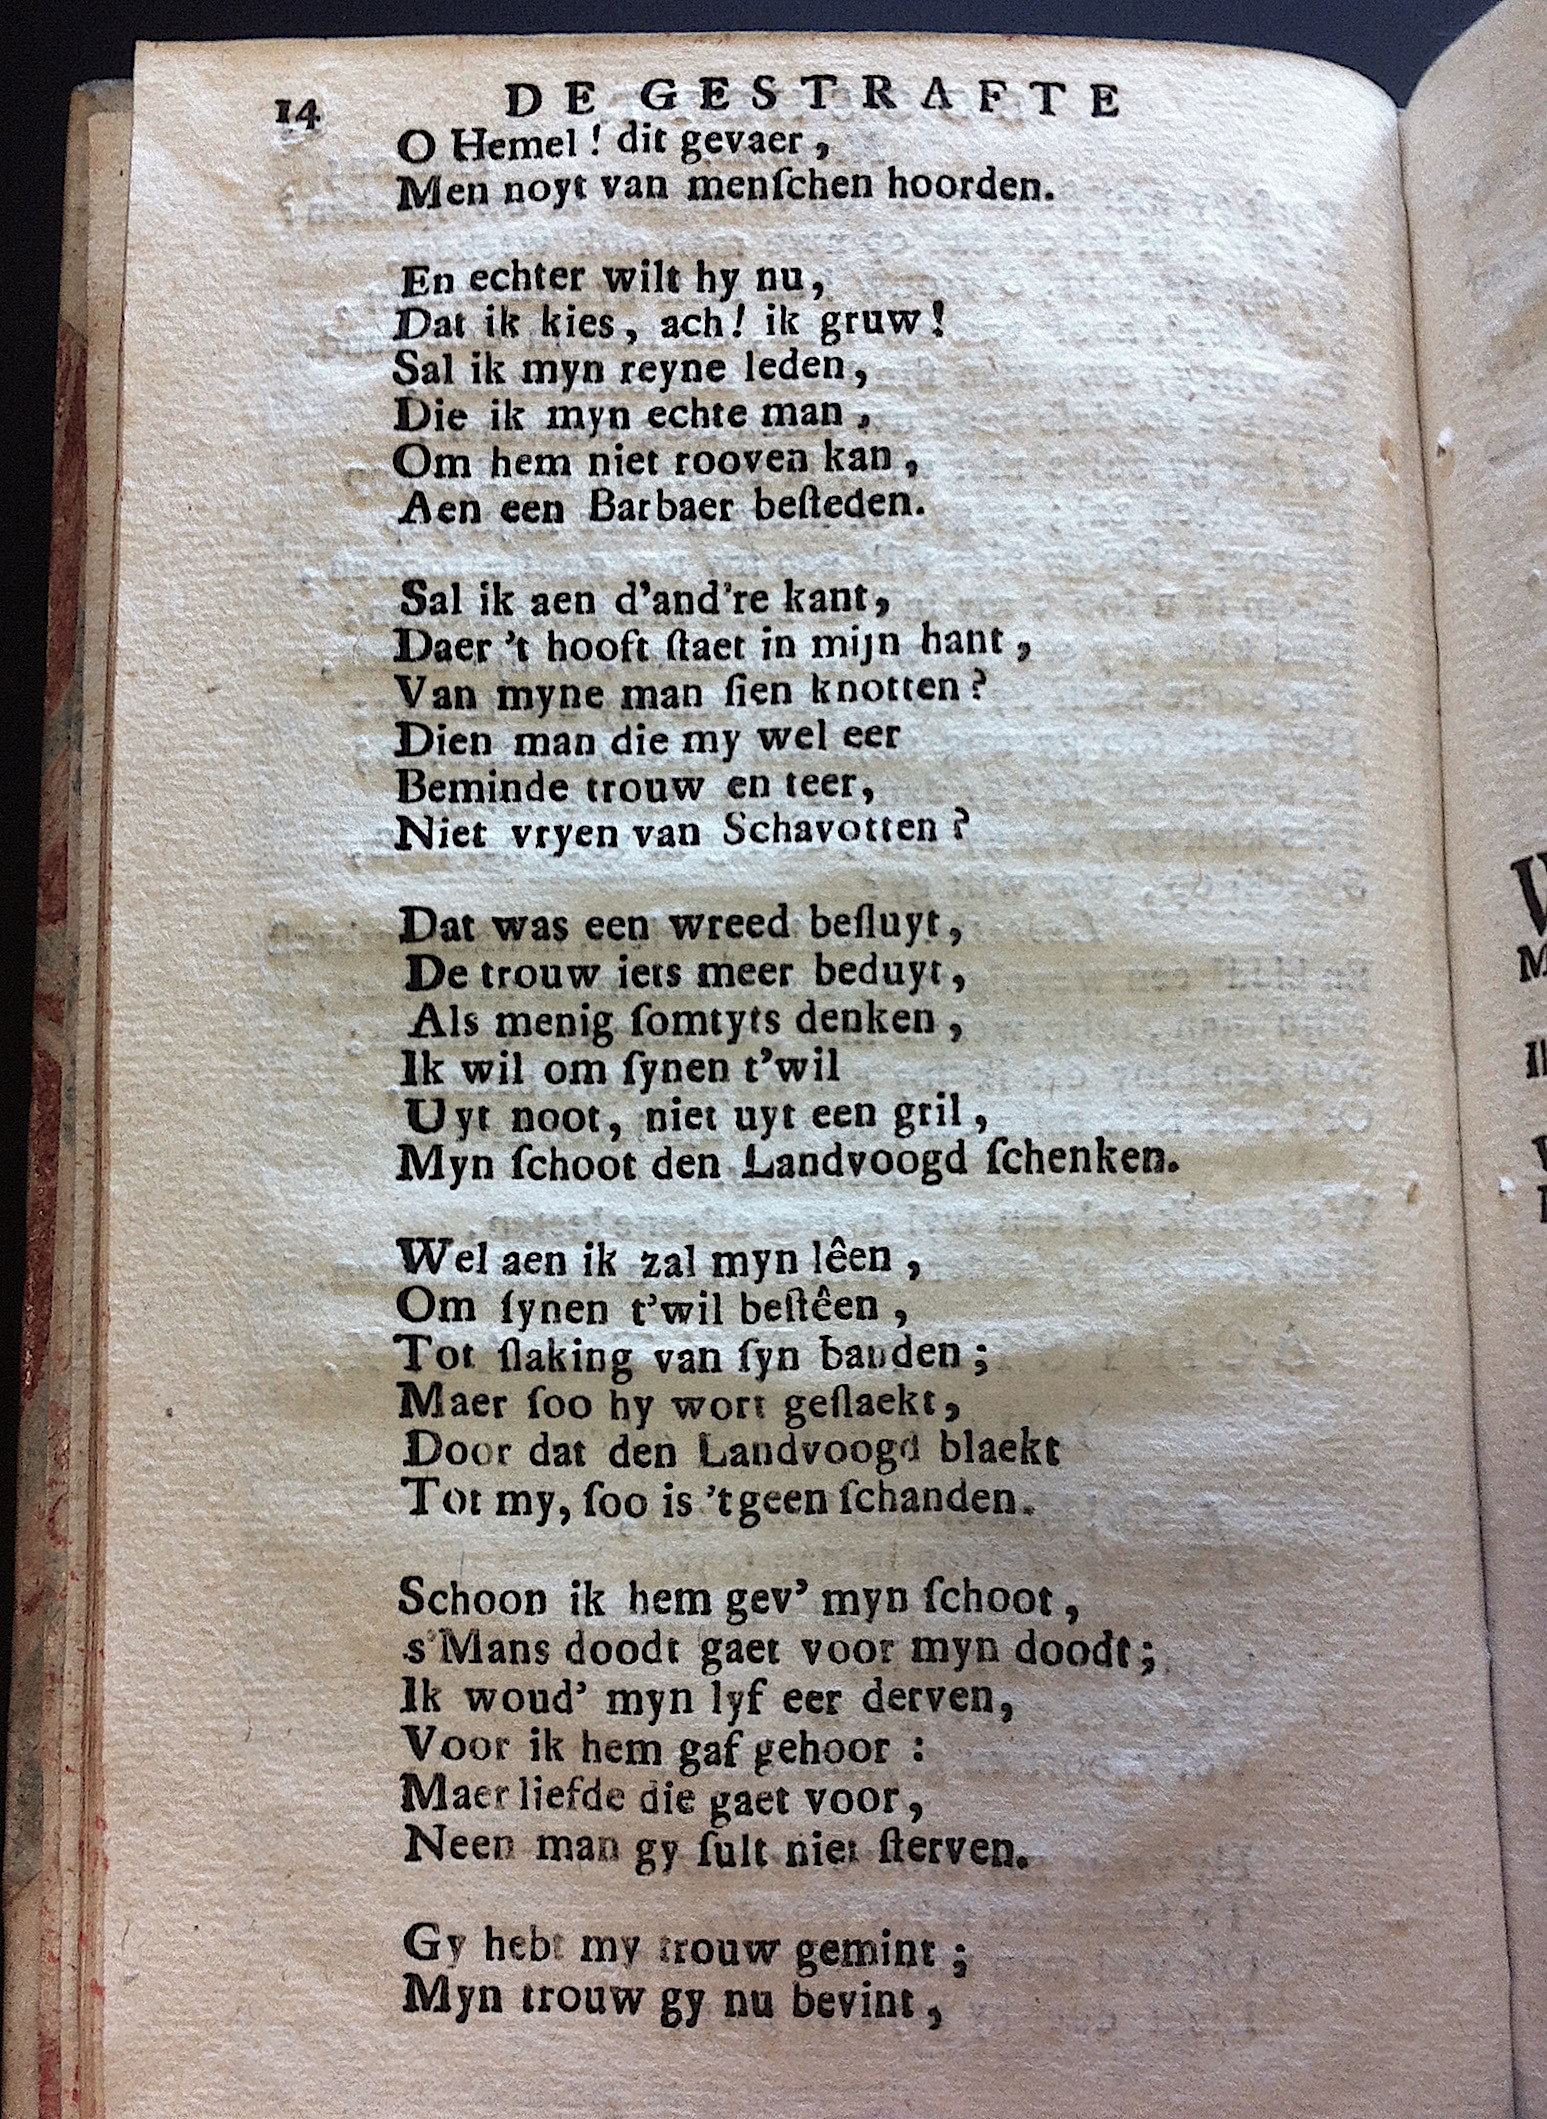 14 DE GESTRAFTE
O Hemel! dit gevaer,
Men noyt van menſchen hoorden.
En echter wilt hy nu,
Dat ik kies, ach! ik gruw!
Sal ik myn reyne leden,
Die ik myn echte man,
Om hem niet rooven kan,
Aen een Barbaer beſteden.
Sal ik aen d'and're kant,
Daer 't hooft ſtaet in mijn hant,
Van myne man ſien knotten?
Dien man die my wel eer
Beminde trouw en teer,
Niet vryen van Schavotten?
Dat was een wreed beſluyt,
De trouw iets meer beduyt,
Als menig ſomtyts denken,
Ik wil om ſynen t'wil
Uyt noot, niet uyt een gril,
Myn ſchoot den Landvoogd ſchenken.
Wel aen ik zal myn lêen,
Om ſynen t'wil beſtêen,
Tot ſlaking van ſyn banden;
Maer ſoo hy wort geſlaekt,
Door dat den Landvoogd blaekt
Tot my, ſoo is 't geen ſchanden.
Schoon ik hem gev' myn ſchoot,
s'Mans doodt gaet voor myn doodt;
Ik woud' myn lyf eer derven,
Voor ik hem gaf gehoor:
Maer liefde die gaet voor,
Neen man gy ſult niet ſterven.
Gy hebt my trouw gemint;
Myn trouw gy nu bevint,